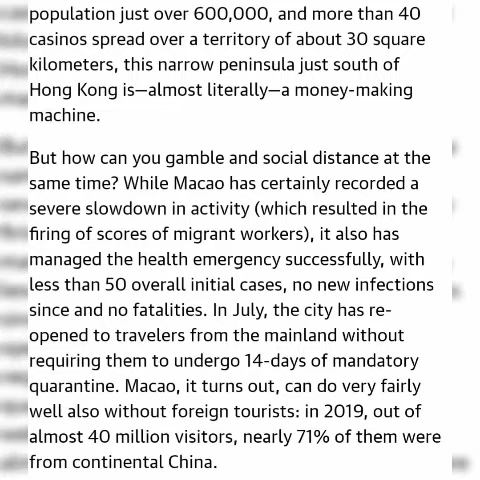 population just over 600,000, and more than 40
casinos spread over a territory of about 30 square
kilometers, this narrow peninsula just south of
Hong Kong is—almost literally—a money-making
machine.
But how can you gamble and social distance at the
same time? While Macao has certainly recorded a
severe slowdown in activity (which resulted in the
firing of scores of migrant workers), it also has
managed the health emergency successfully, with
less than 50 overall initial cases, no new infections
since and no fatalities. In July, the city has re-
opened to travelers from the mainland without
requiring them to undergo 14-days of mandatory
quarantine. Macao, it turns out, can do very fairly
well also without foreign tourists: in 2019, out of
almost 40 million visitors, nearly 71% of them were
from continental China.